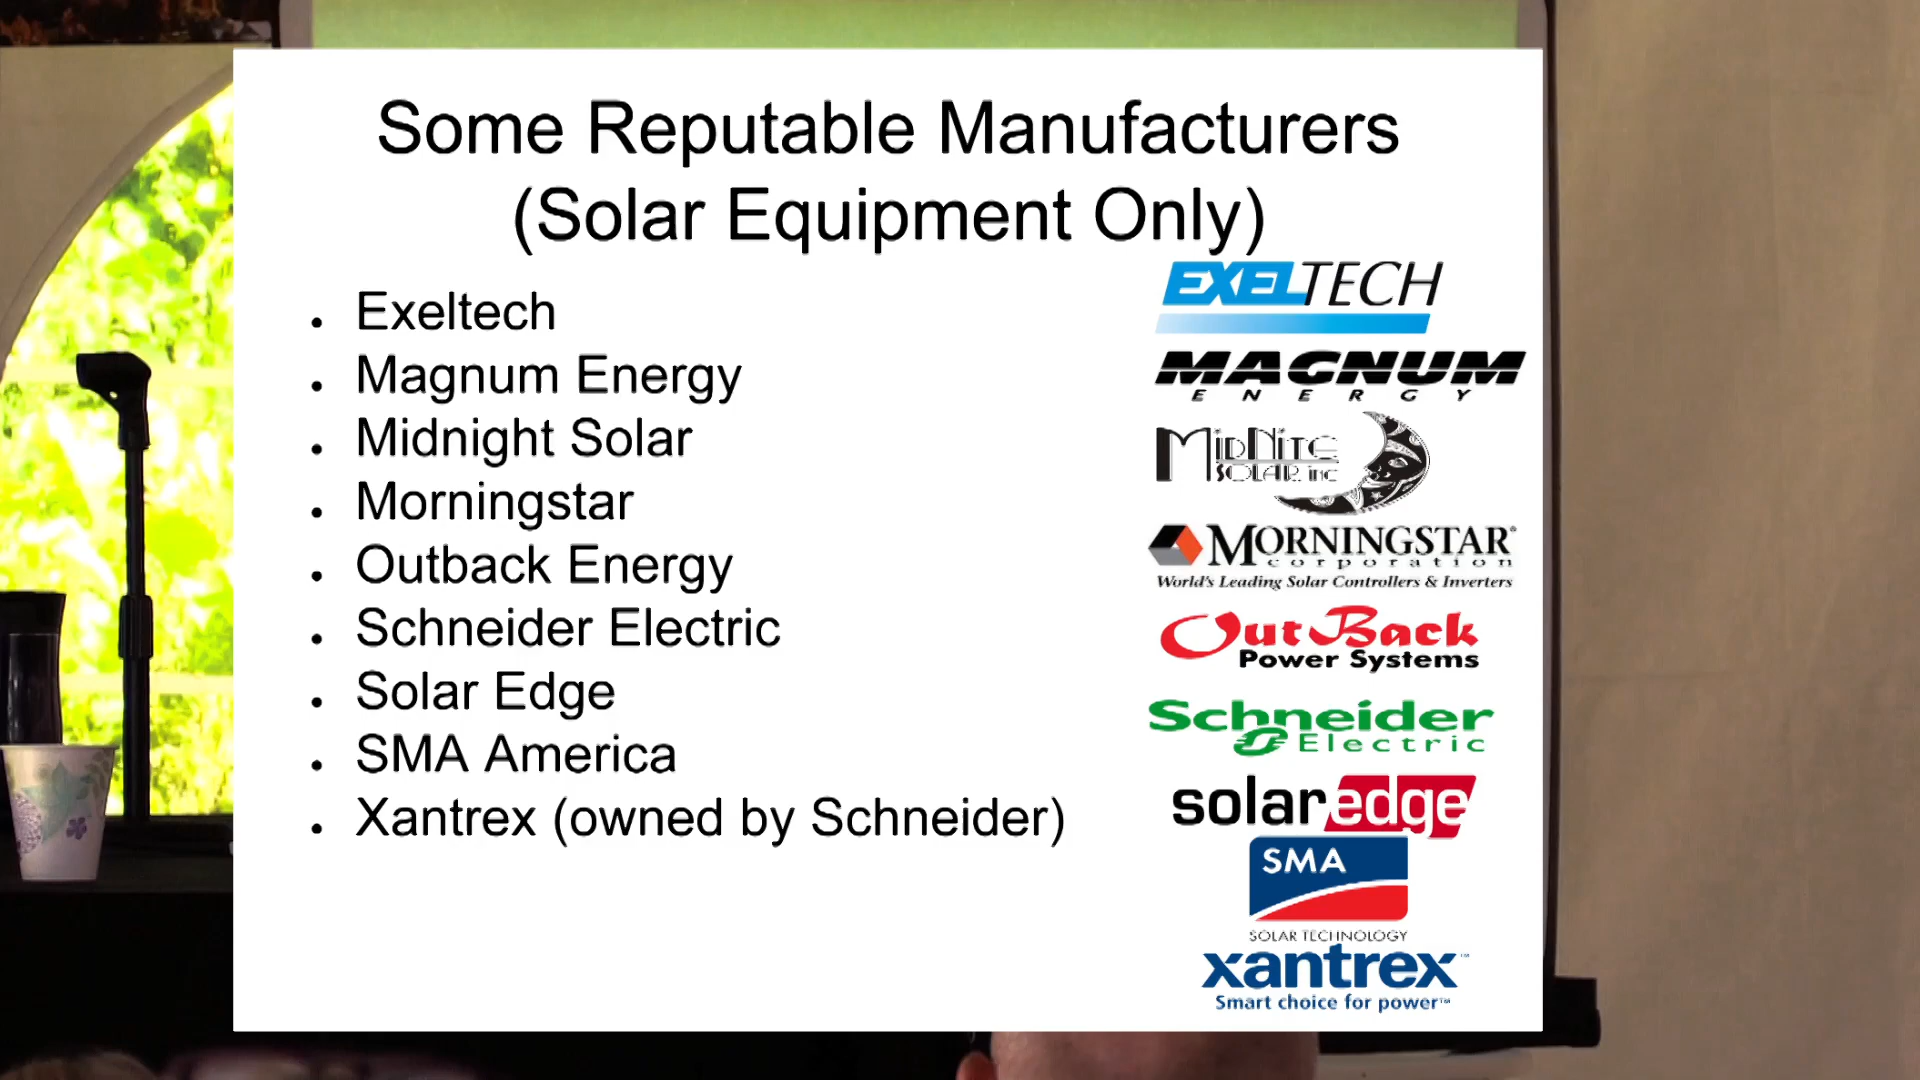 Some Reputable Manufacturers
(Solar Equipment Only)
• Exeltech
• Magnum Energy
• Midnight Solar
• Morningstar
• Outback Energy
• Schneider Electric
• Solar Edge
• SMA America
• Xantrex (owned by Schneider)
EXELTECH
MAGNUM
ENERGY
MIDNITE
SOLAR inc
MORNINGSTAR®
corporation
World's Leading Solar Controllers & Inverters
OutBack
Power Systems
Schneider
Electric
solaredge
SMA
SOLAR TECHNOLOGY
xantrex™
Smart choice for power™